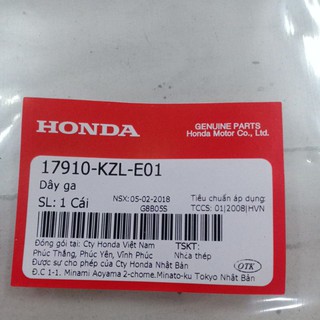 HONDA
GENUINE PARTS
Honda Motor Co., Ltd.
17910-KZL-E01
Dây ga
SL: 1 Cái
NSX: 05-02-2018
G8805S
Tiêu chuẩn áp dụng:
TCCS: 01|2008|HVN
Đóng gói tại: Cty Honda Việt Nam
Phúc Thắng, Phúc Yên, Vĩnh Phúc
TSKT:
Nhựa thép
Được sự cho phép của Cty Honda Nhật Bản
Đ.C 1-1. Minami Aoyama 2-chome.Minato-ku Tokyo Nhật Bản
QTK